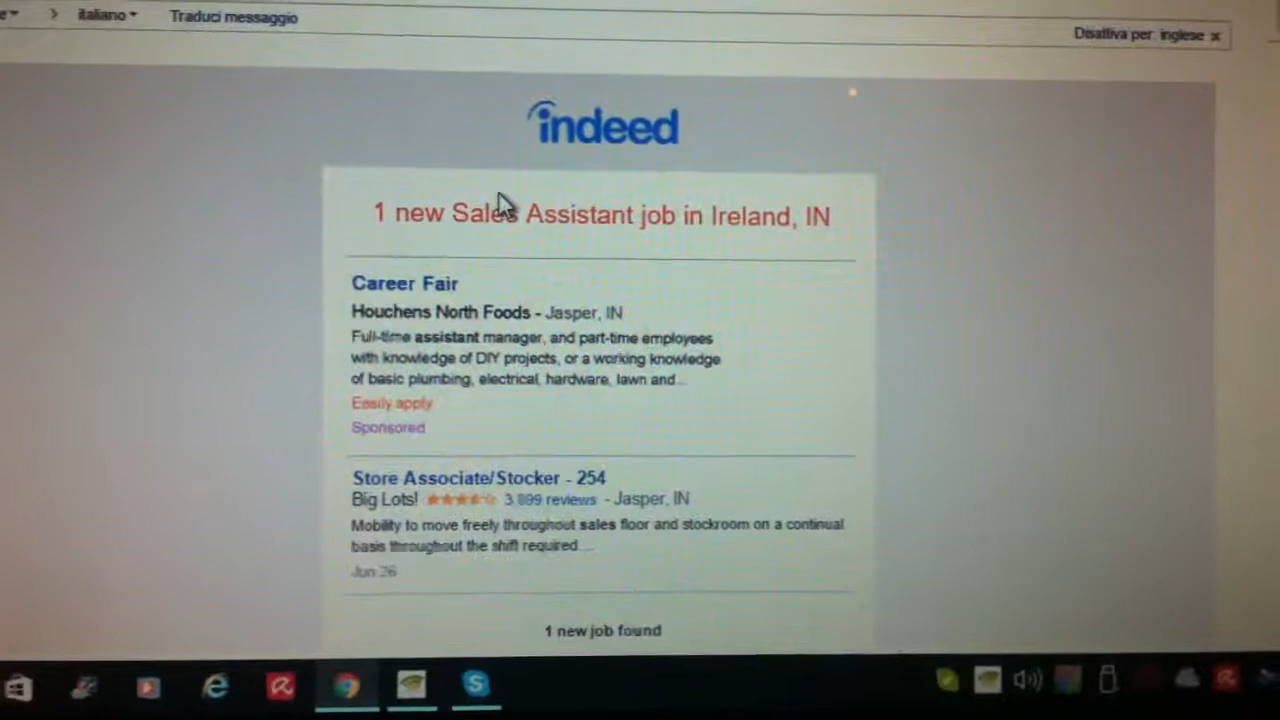 italiano
Traduci messaggio
Disattiva per: inglese x
indeed
1 new Sales Assistant job in Ireland, IN
Career Fair
Houchens North Foods - Jasper, IN
Full-time assistant manager, and part-time employees
with knowledge of DIY projects, or a working knowledge
of basic plumbing, electrical, hardware, lawn and...
Easily apply
Sponsored
Store Associate/Stocker - 254
Big Lots! 3,899 reviews - Jasper, IN
Mobility to move freely throughout sales floor and stockroom on a continual
basis throughout the shift required....
Jun 26
1 new job found